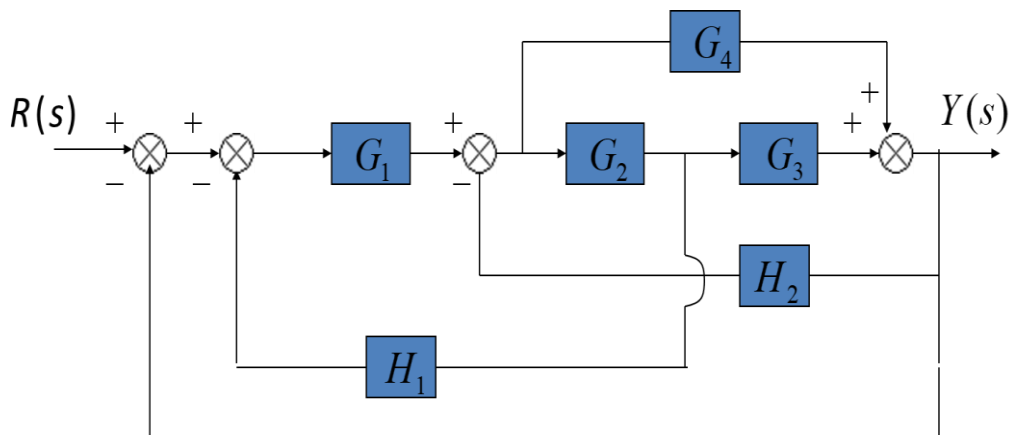 G₄
R(s)
+
−
+
−
G₁
+
−
G₂
G₃
+
+
Y(s)
H₂
H₁